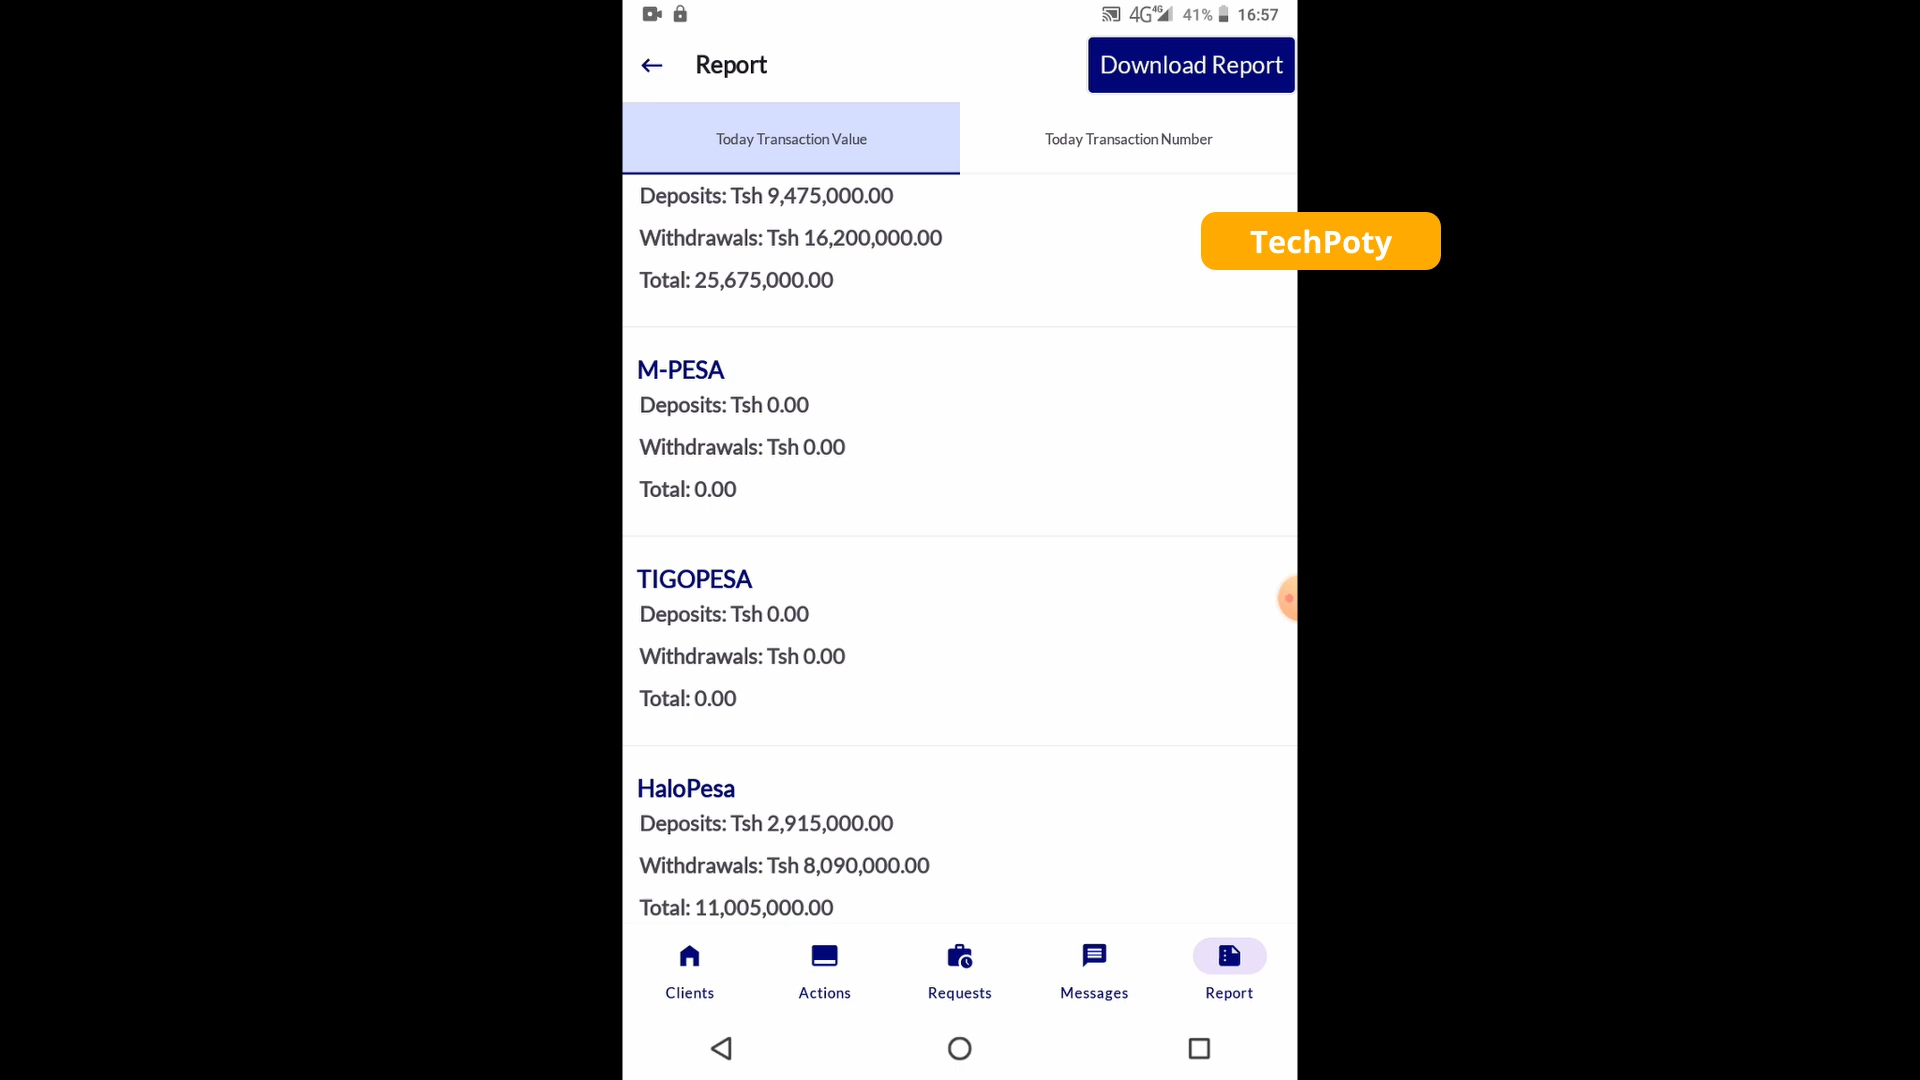 4G 4G 41% 16:57
Report
Download Report
Today Transaction Value
Today Transaction Number
Deposits: Tsh 9,475,000.00
Withdrawals: Tsh 16,200,000.00
Total: 25,675,000.00
TechPoty
M-PESA
Deposits: Tsh 0.00
Withdrawals: Tsh 0.00
Total: 0.00
TIGOPESA
Deposits: Tsh 0.00
Withdrawals: Tsh 0.00
Total: 0.00
HaloPesa
Deposits: Tsh 2,915,000.00
Withdrawals: Tsh 8,090,000.00
Total: 11,005,000.00
Clients
Actions
Requests
Messages
Report